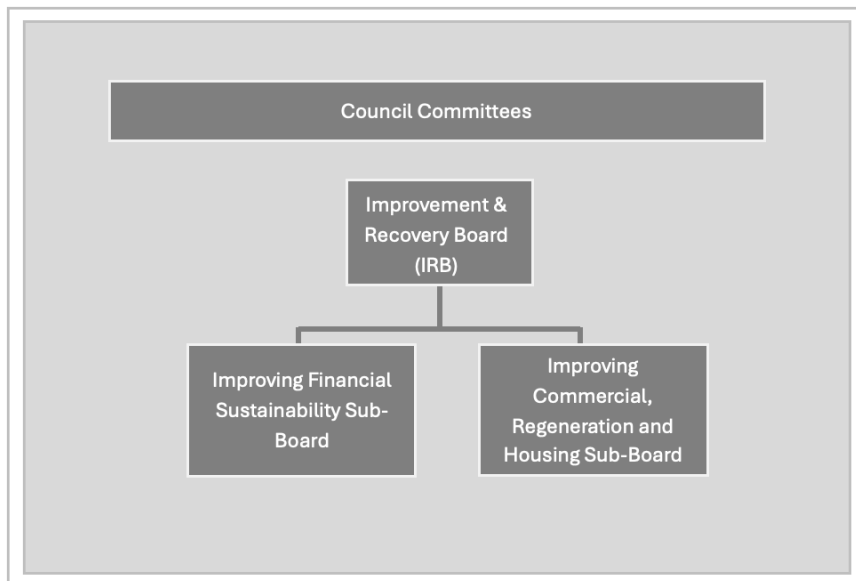 Council Committees
Improvement &
Recovery Board
(IRB)
Improving Financial
Sustainability Sub-
Board
Improving
Commercial,
Regeneration and
Housing Sub-Board